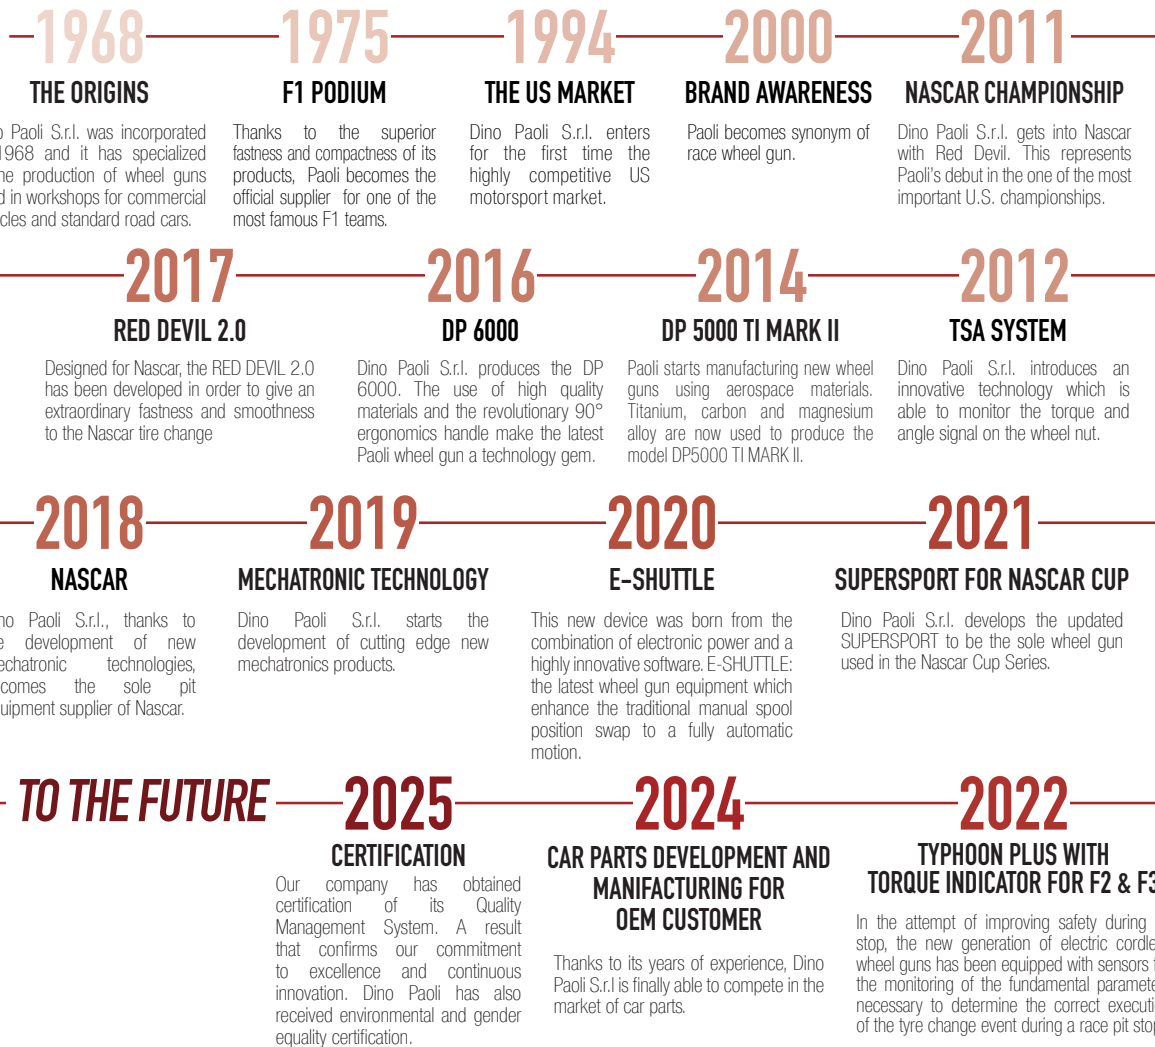 1968
THE ORIGINS
Paoli S.r.l. was incorporated
1968 and it has specialized
production of wheel guns
in workshops for commercial
and standard road cars.
1975
F1 PODIUM
Thanks to the superior
fastness and compactness of its
products, Paoli becomes the
official supplier for one of the
most famous F1 teams.
1994
THE US MARKET
Dino Paoli S.r.l. enters
for the first time the
highly competitive US
motorsport market.
2000
BRAND AWARENESS
Paoli becomes synonym of
race wheel gun.
2011
NASCAR CHAMPIONSHIP
Dino Paoli S.r.l. gets into Nascar
with Red Devil. This represents
Paoli's debut in the one of the most
important U.S. championships.
2017
RED DEVIL 2.0
Designed for Nascar, the RED DEVIL 2.0
has been developed in order to give an
extraordinary fastness and smoothness
to the Nascar tire change
2016
DP 6000
Dino Paoli S.r.l. produces the DP
6000. The use of high quality
materials and the revolutionary 90°
ergonomics handle make the latest
Paoli wheel gun a technology gem.
2014
DP 5000 TI MARK II
Paoli starts manufacturing new wheel
guns using aerospace materials.
Titanium, carbon and magnesium
alloy are now used to produce the
model DP5000 TI MARK II.
2012
TSA SYSTEM
Dino Paoli S.r.l. introduces an
innovative technology which is
able to monitor the torque and
angle signal on the wheel nut.
2018
NASCAR
Paoli S.r.l., thanks to
development of new
technologies,
the sole pit
supplier of Nascar.
2019
MECHATRONIC TECHNOLOGY
Dino Paoli S.r.l. starts the
development of cutting edge new
mechatronics products.
2020
E-SHUTTLE
This new device was born from the
combination of electronic power and a
highly innovative software. E-SHUTTLE:
the latest wheel gun equipment which
enhance the traditional manual spool
position swap to a fully automatic
motion.
2021
SUPERSPORT FOR NASCAR CUP
Dino Paoli S.r.l. develops the updated
SUPERSPORT to be the sole wheel gun
used in the Nascar Cup Series.
TO THE FUTURE
2025
CERTIFICATION
Our company has obtained
certification of its Quality
Management System. A result
that confirms our commitment
to excellence and continuous
innovation. Dino Paoli has also
received environmental and gender
equality certification.
2024
CAR PARTS DEVELOPMENT AND
MANIFACTURING FOR
OEM CUSTOMER
Thanks to its years of experience, Dino
Paoli S.r.l is finally able to compete in the
market of car parts.
2022
TYPHOON PLUS WITH
TORQUE INDICATOR FOR F2 & F3
In the attempt of improving safety during
stop, the new generation of electric
wheel guns has been equipped with sensors
the monitoring of the fundamental
necessary to determine the correct
of the tyre change event during a race pit stop